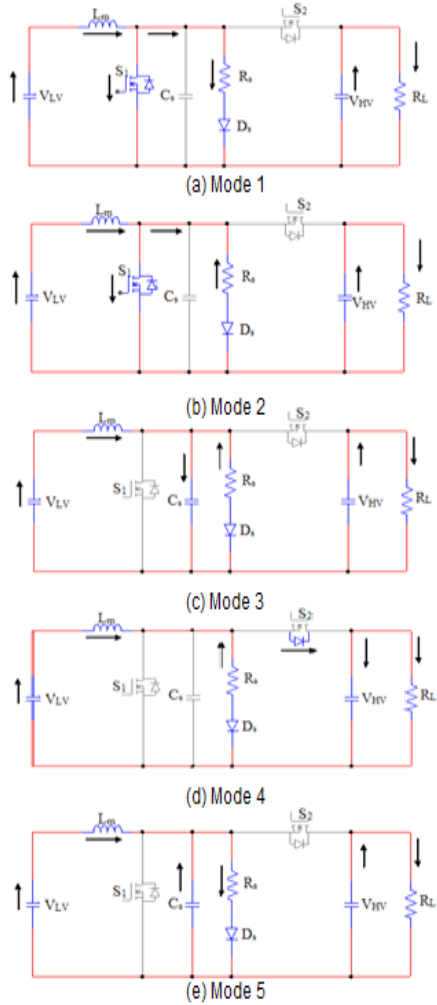 Lm
S2
S1
VLV
Cs
Rs
Ds
VHV
RL
(a) Mode 1
Lm
S2
S1
VLV
Cs
Rs
Ds
VHV
RL
(b) Mode 2
Lm
S2
S1
VLV
Cs
Rs
Ds
VHV
RL
(c) Mode 3
Lm
S2
S1
VLV
Cs
Rs
Ds
VHV
RL
(d) Mode 4
Lm
S2
S1
VLV
Cs
Rs
Ds
VHV
RL
(e) Mode 5